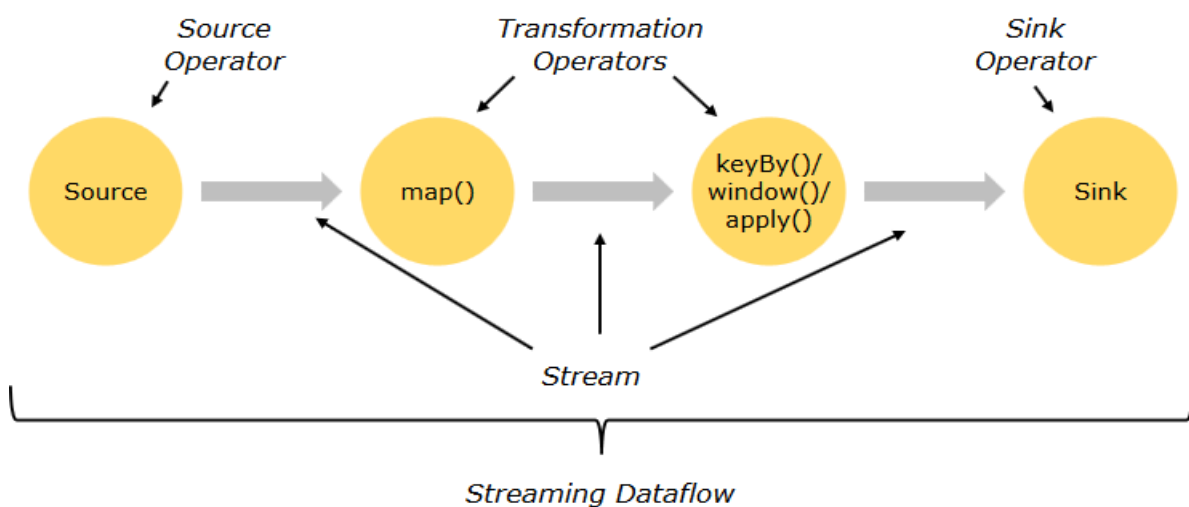 Source
Operator
Transformation
Operators
Sink
Operator
Source
map()
keyBy()/
window()/
apply()
Sink
Stream
Streaming Dataflow